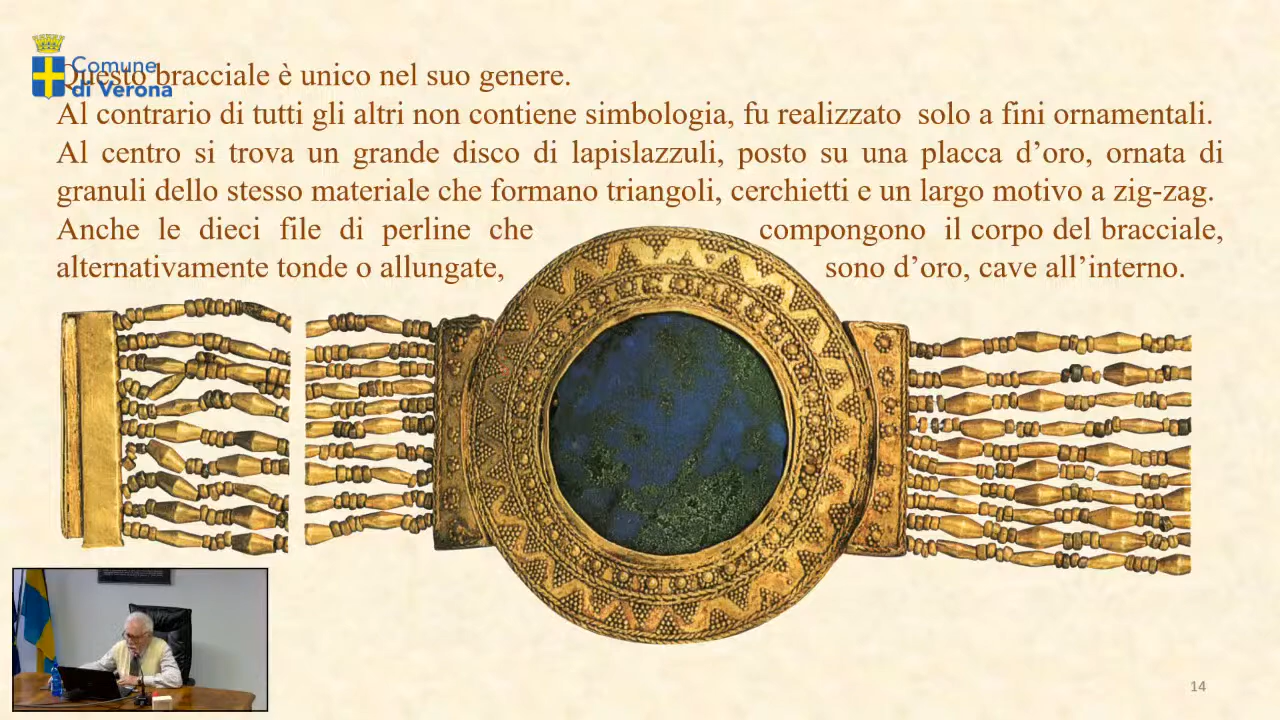 Comune
di Verona
Questo bracciale è unico nel suo genere.
Al contrario di tutti gli altri non contiene simbologia, fu realizzato solo a fini ornamentali.
Al centro si trova un grande disco di lapislazzuli, posto su una placca d’oro, ornata di
granuli dello stesso materiale che formano triangoli, cerchietti e un largo motivo a zig-zag.
Anche le dieci file di perline che compongono il corpo del bracciale,
alternativamente tonde o allungate, sono d’oro, cave all’interno.
14